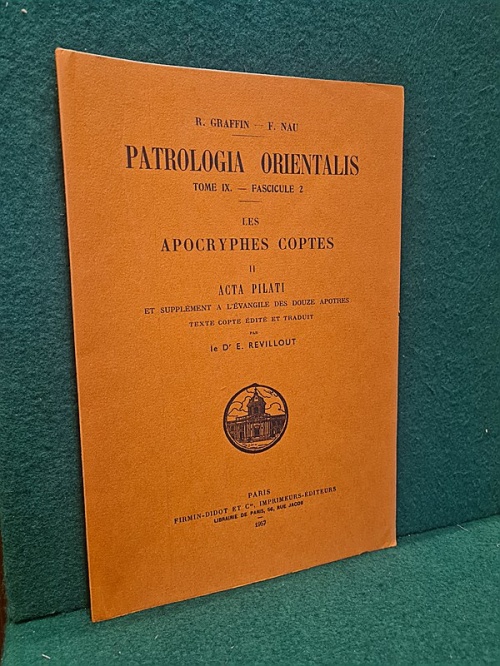 R. GRAFFIN — F. NAU
PATROLOGIA ORIENTALIS
TOME IX. — FASCICULE 2
LES
APOCRYPHES COPTES
II
ACTA PILATI
ET SUPPLÉMENT A L'ÉVANGILE DES DOUZE APOTRES
TEXTE COPTE ÉDITÉ ET TRADUIT
PAR
le Dr E. REVILLOUT
PARIS
FIRMIN-DIDOT ET Cie, IMPRIMEURS-ÉDITEURS
LIBRAIRIE DE PARIS, 56, RUE JACOB